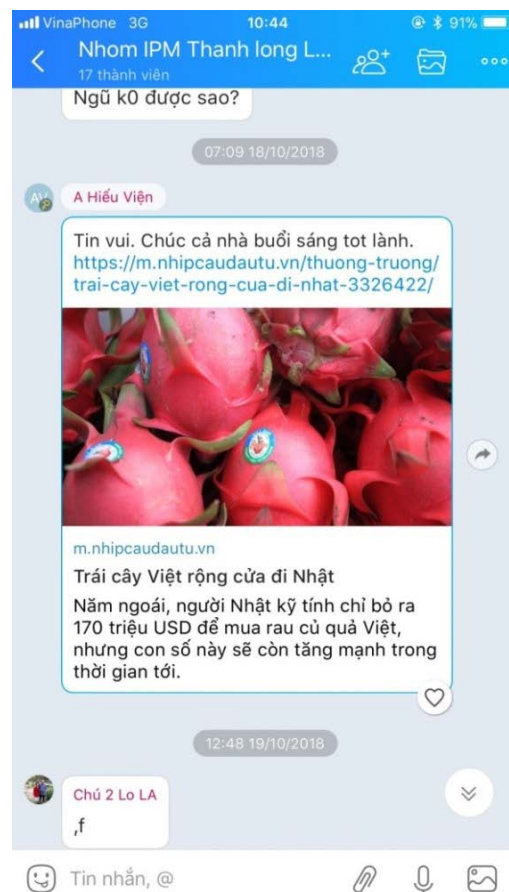 VinaPhone 3G 10:44 91%
Nhom IPM Thanh long L...
17 thành viên
Ngũ k0 được sao?
07:09 18/10/2018
A Hiếu Viện
Tin vui. Chúc cả nhà buổi sáng tot lành.
https://m.nhipcaudautu.vn/thuong-truong/
trai-cay-viet-rong-cua-di-nhat-3326422/
m.nhipcaudautu.vn
Trái cây Việt rộng cửa đi Nhật
Năm ngoái, người Nhật kỹ tính chỉ bỏ ra
170 triệu USD để mua rau củ quả Việt,
nhưng con số này sẽ còn tăng mạnh trong
thời gian tới.
12:48 19/10/2018
Chú 2 Lo LA
,f
Tin nhắn, @